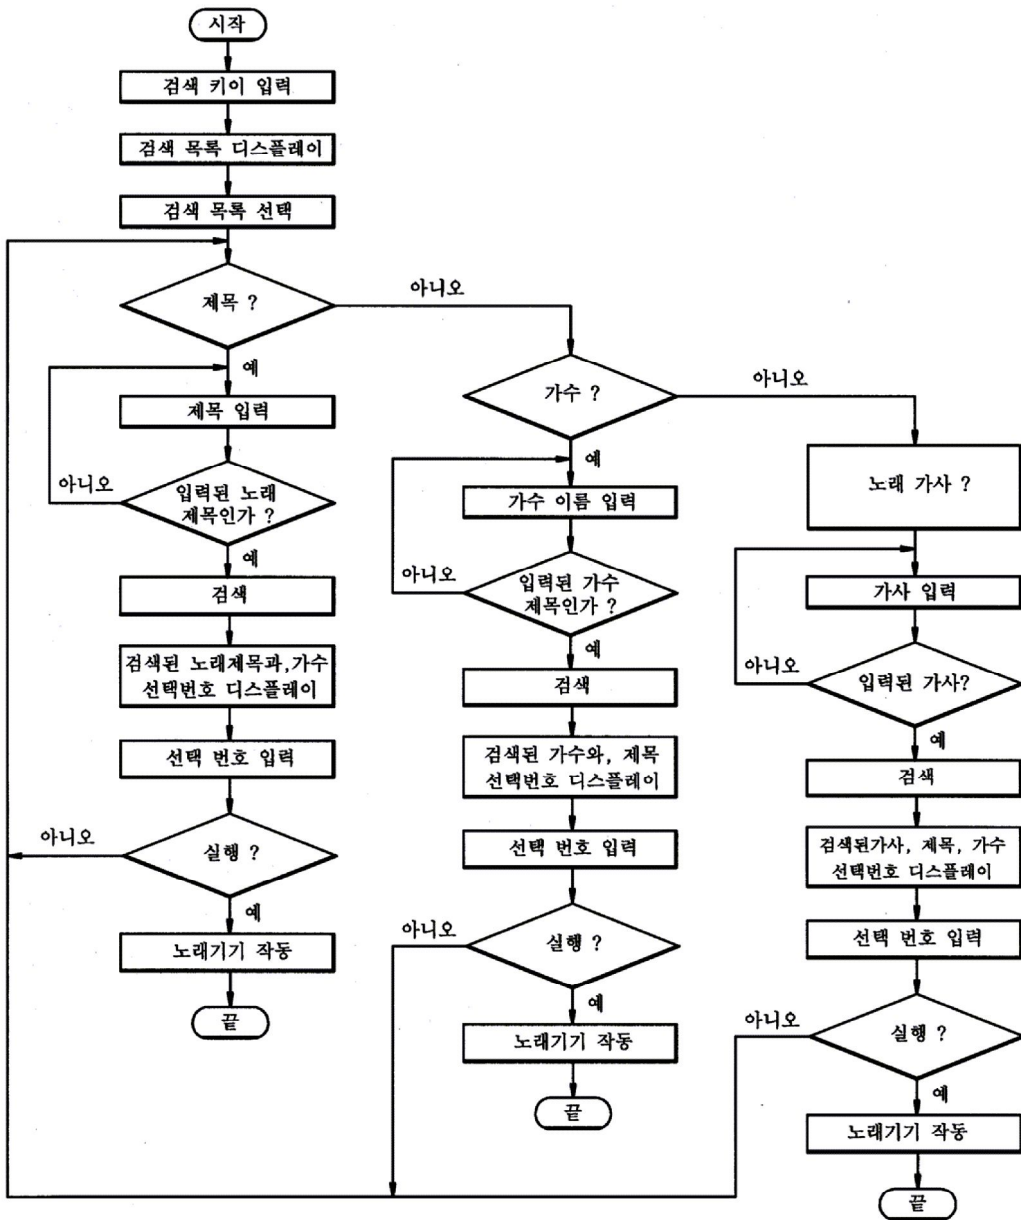 시작
검색 키이 입력
검색 목록 디스플레이
검색 목록 선택
제목 ?
아니오
예
제목 입력
입력된 노래
제목인가 ?
아니오
예
검색
검색된 노래제목과,가수
선택번호 디스플레이
선택 번호 입력
실행 ?
아니오
예
노래기기 작동
끝
가수 ?
아니오
예
가수 이름 입력
입력된 가수
제목인가 ?
아니오
예
검색
검색된 가수와, 제목
선택번호 디스플레이
선택 번호 입력
실행 ?
아니오
예
노래기기 작동
끝
노래 가사 ?
가사 입력
입력된 가사?
아니오
예
검색
검색된가사, 제목, 가수
선택번호 디스플레이
선택 번호 입력
실행 ?
아니오
예
노래기기 작동
끝